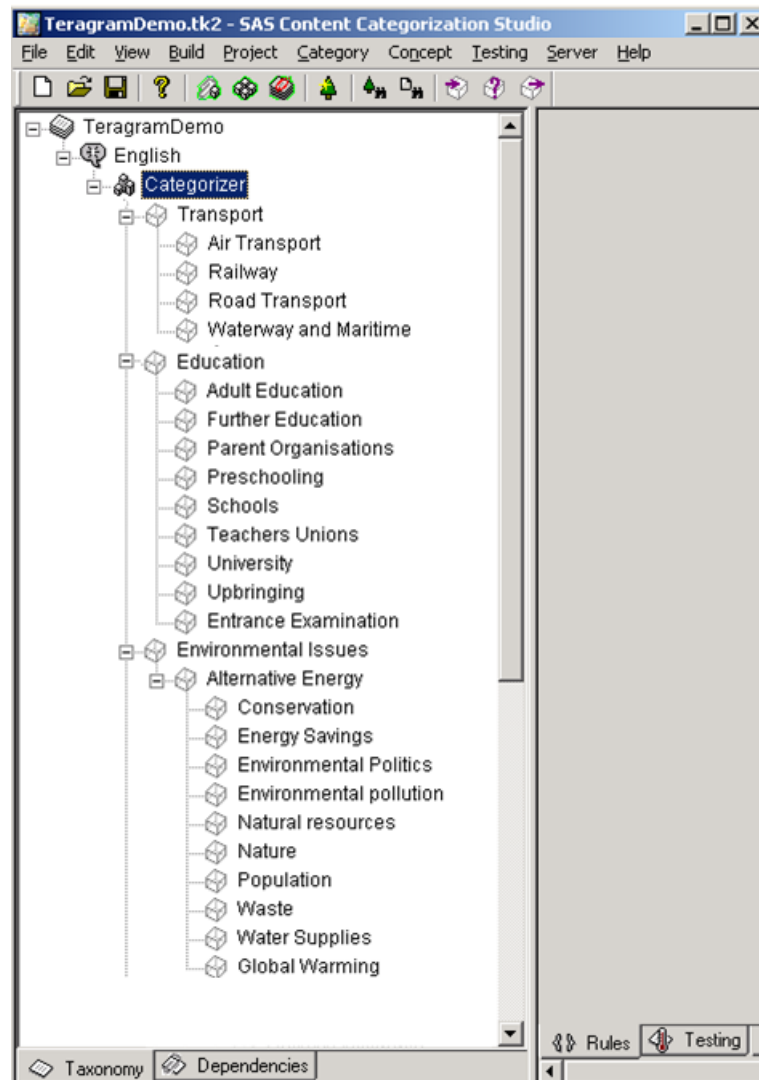 TeragramDemo.tk2 - SAS Content Categorization Studio
File Edit View Build Project Category Concept Testing Server Help
TeragramDemo
English
Categorizer
Transport
Air Transport
Railway
Road Transport
Waterway and Maritime
Education
Adult Education
Further Education
Parent Organisations
Preschooling
Schools
Teachers Unions
University
Upbringing
Entrance Examination
Environmental Issues
Alternative Energy
Conservation
Energy Savings
Environmental Politics
Environmental pollution
Natural resources
Nature
Population
Waste
Water Supplies
Global Warming
Taxonomy Dependencies
Rules Testing